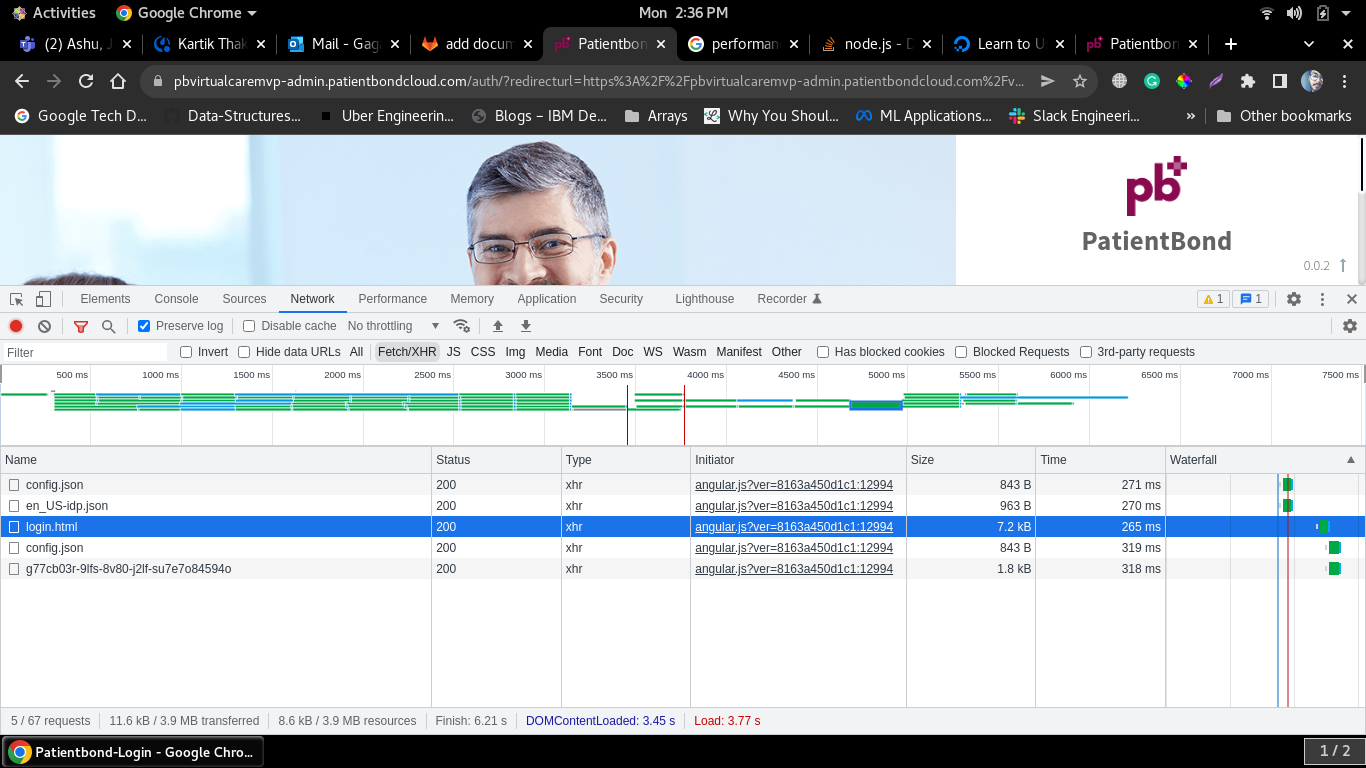 Activities Google Chrome Mon 2:36 PM
(2) Ashu, J Kartik Thak Mail - Gaga add docum Patientbon performan node.js - D Learn to U Patientbon
pbvirtualcaremvp-admin.patientbondcloud.com/auth/?redirecturl=https%3A%2F%2Fpbvirtualcaremvp-admin.patientbondcloud.com%2Fv...
Google Tech D... Data-Structures... Uber Engineerin... Blogs – IBM De... Arrays Why You Shoul... ML Applications... Slack Engineeri... » Other bookmarks
pb
PatientBond
0.0.2
Elements Console Sources Network Performance Memory Application Security Lighthouse Recorder 1 1
Preserve log Disable cache No throttling
Filter Invert Hide data URLs All Fetch/XHR JS CSS Img Media Font Doc WS Wasm Manifest Other Has blocked cookies Blocked Requests 3rd-party requests
500 ms 1000 ms 1500 ms 2000 ms 2500 ms 3000 ms 3500 ms 4000 ms 4500 ms 5000 ms 5500 ms 6000 ms 6500 ms 7000 ms 7500 ms
Name Status Type Initiator Size Time Waterfall
config.json 200 xhr angular.js?ver=8163a450d1c1:12994 843 B 271 ms
en_US-idp.json 200 xhr angular.js?ver=8163a450d1c1:12994 963 B 270 ms
login.html 200 xhr angular.js?ver=8163a450d1c1:12994 7.2 kB 265 ms
config.json 200 xhr angular.js?ver=8163a450d1c1:12994 843 B 319 ms
g77cb03r-9lfs-8v80-j2lf-su7e7o84594o 200 xhr angular.js?ver=8163a450d1c1:12994 1.8 kB 318 ms
5 / 67 requests 11.6 kB / 3.9 MB transferred 8.6 kB / 3.9 MB resources Finish: 6.21 s DOMContentLoaded: 3.45 s Load: 3.77 s
Patientbond-Login - Google Chro... 1 / 2